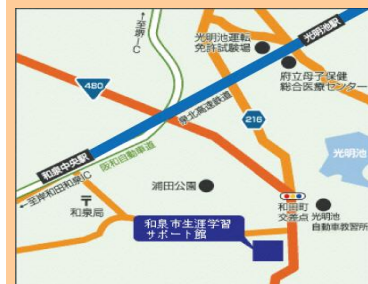 至堺IC
光明池運転
免許試験場
光明池駅
府立母子保健
総合医療センター
480
泉北高速鉄道
216
和泉中央駅
阪和自動車道
光明池
至岸和田和泉IC
浦田公園
和泉局
和田町
交差点
光明池
自動車教習所
和泉市生涯学習
サポート館